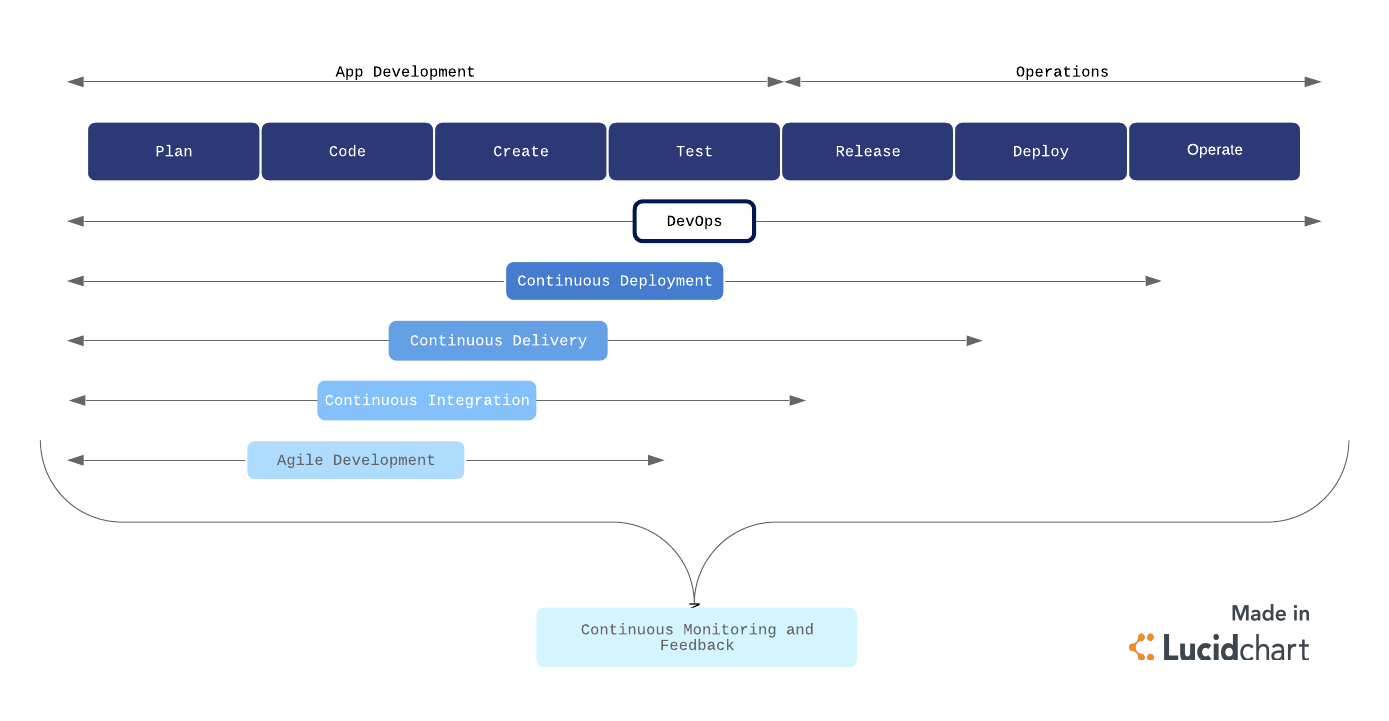 App Development
Operations
Plan
Code
Create
Test
Release
Deploy
Operate
DevOps
Continuous Deployment
Continuous Delivery
Continuous Integration
Agile Development
Continuous Monitoring and
Feedback
Made in
Lucidchart